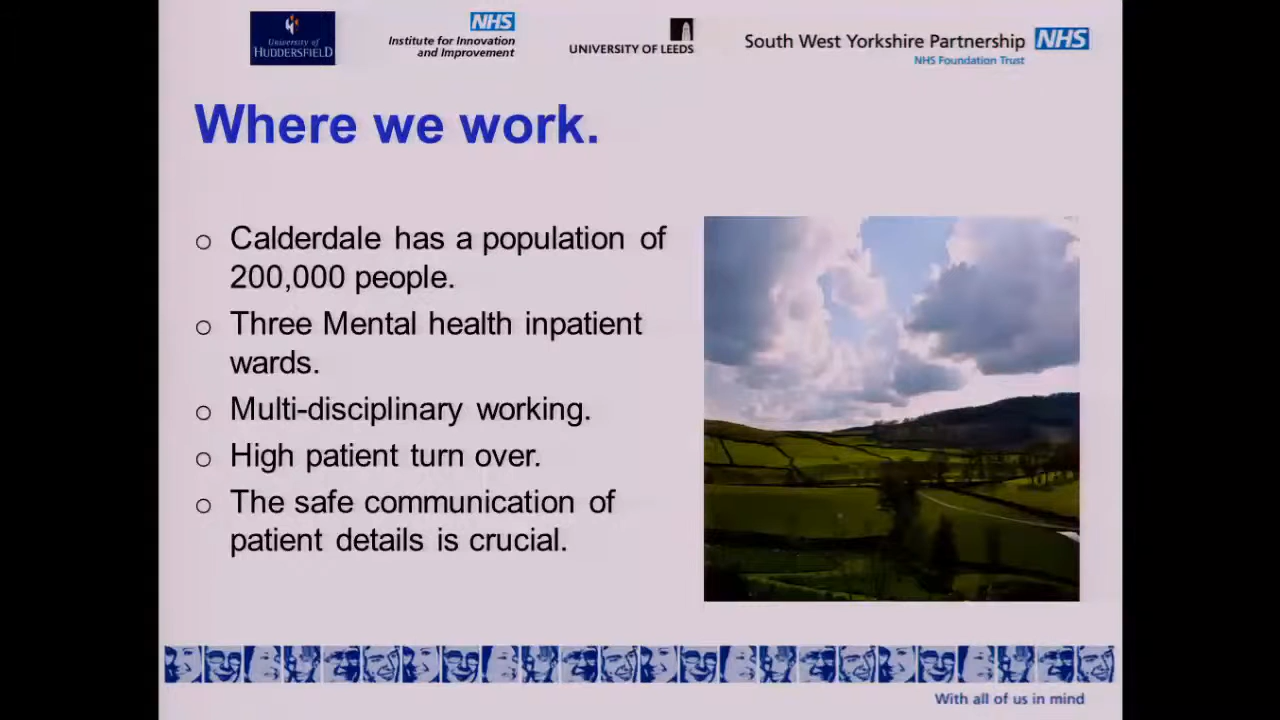 University of
HUDDERSFIELD
NHS
Institute for Innovation
and Improvement
UNIVERSITY OF LEEDS
South West Yorkshire Partnership NHS
NHS Foundation Trust
Where we work.
o Calderdale has a population of
200,000 people.
o Three Mental health inpatient
wards.
o Multi-disciplinary working.
o High patient turn over.
o The safe communication of
patient details is crucial.
With all of us in mind